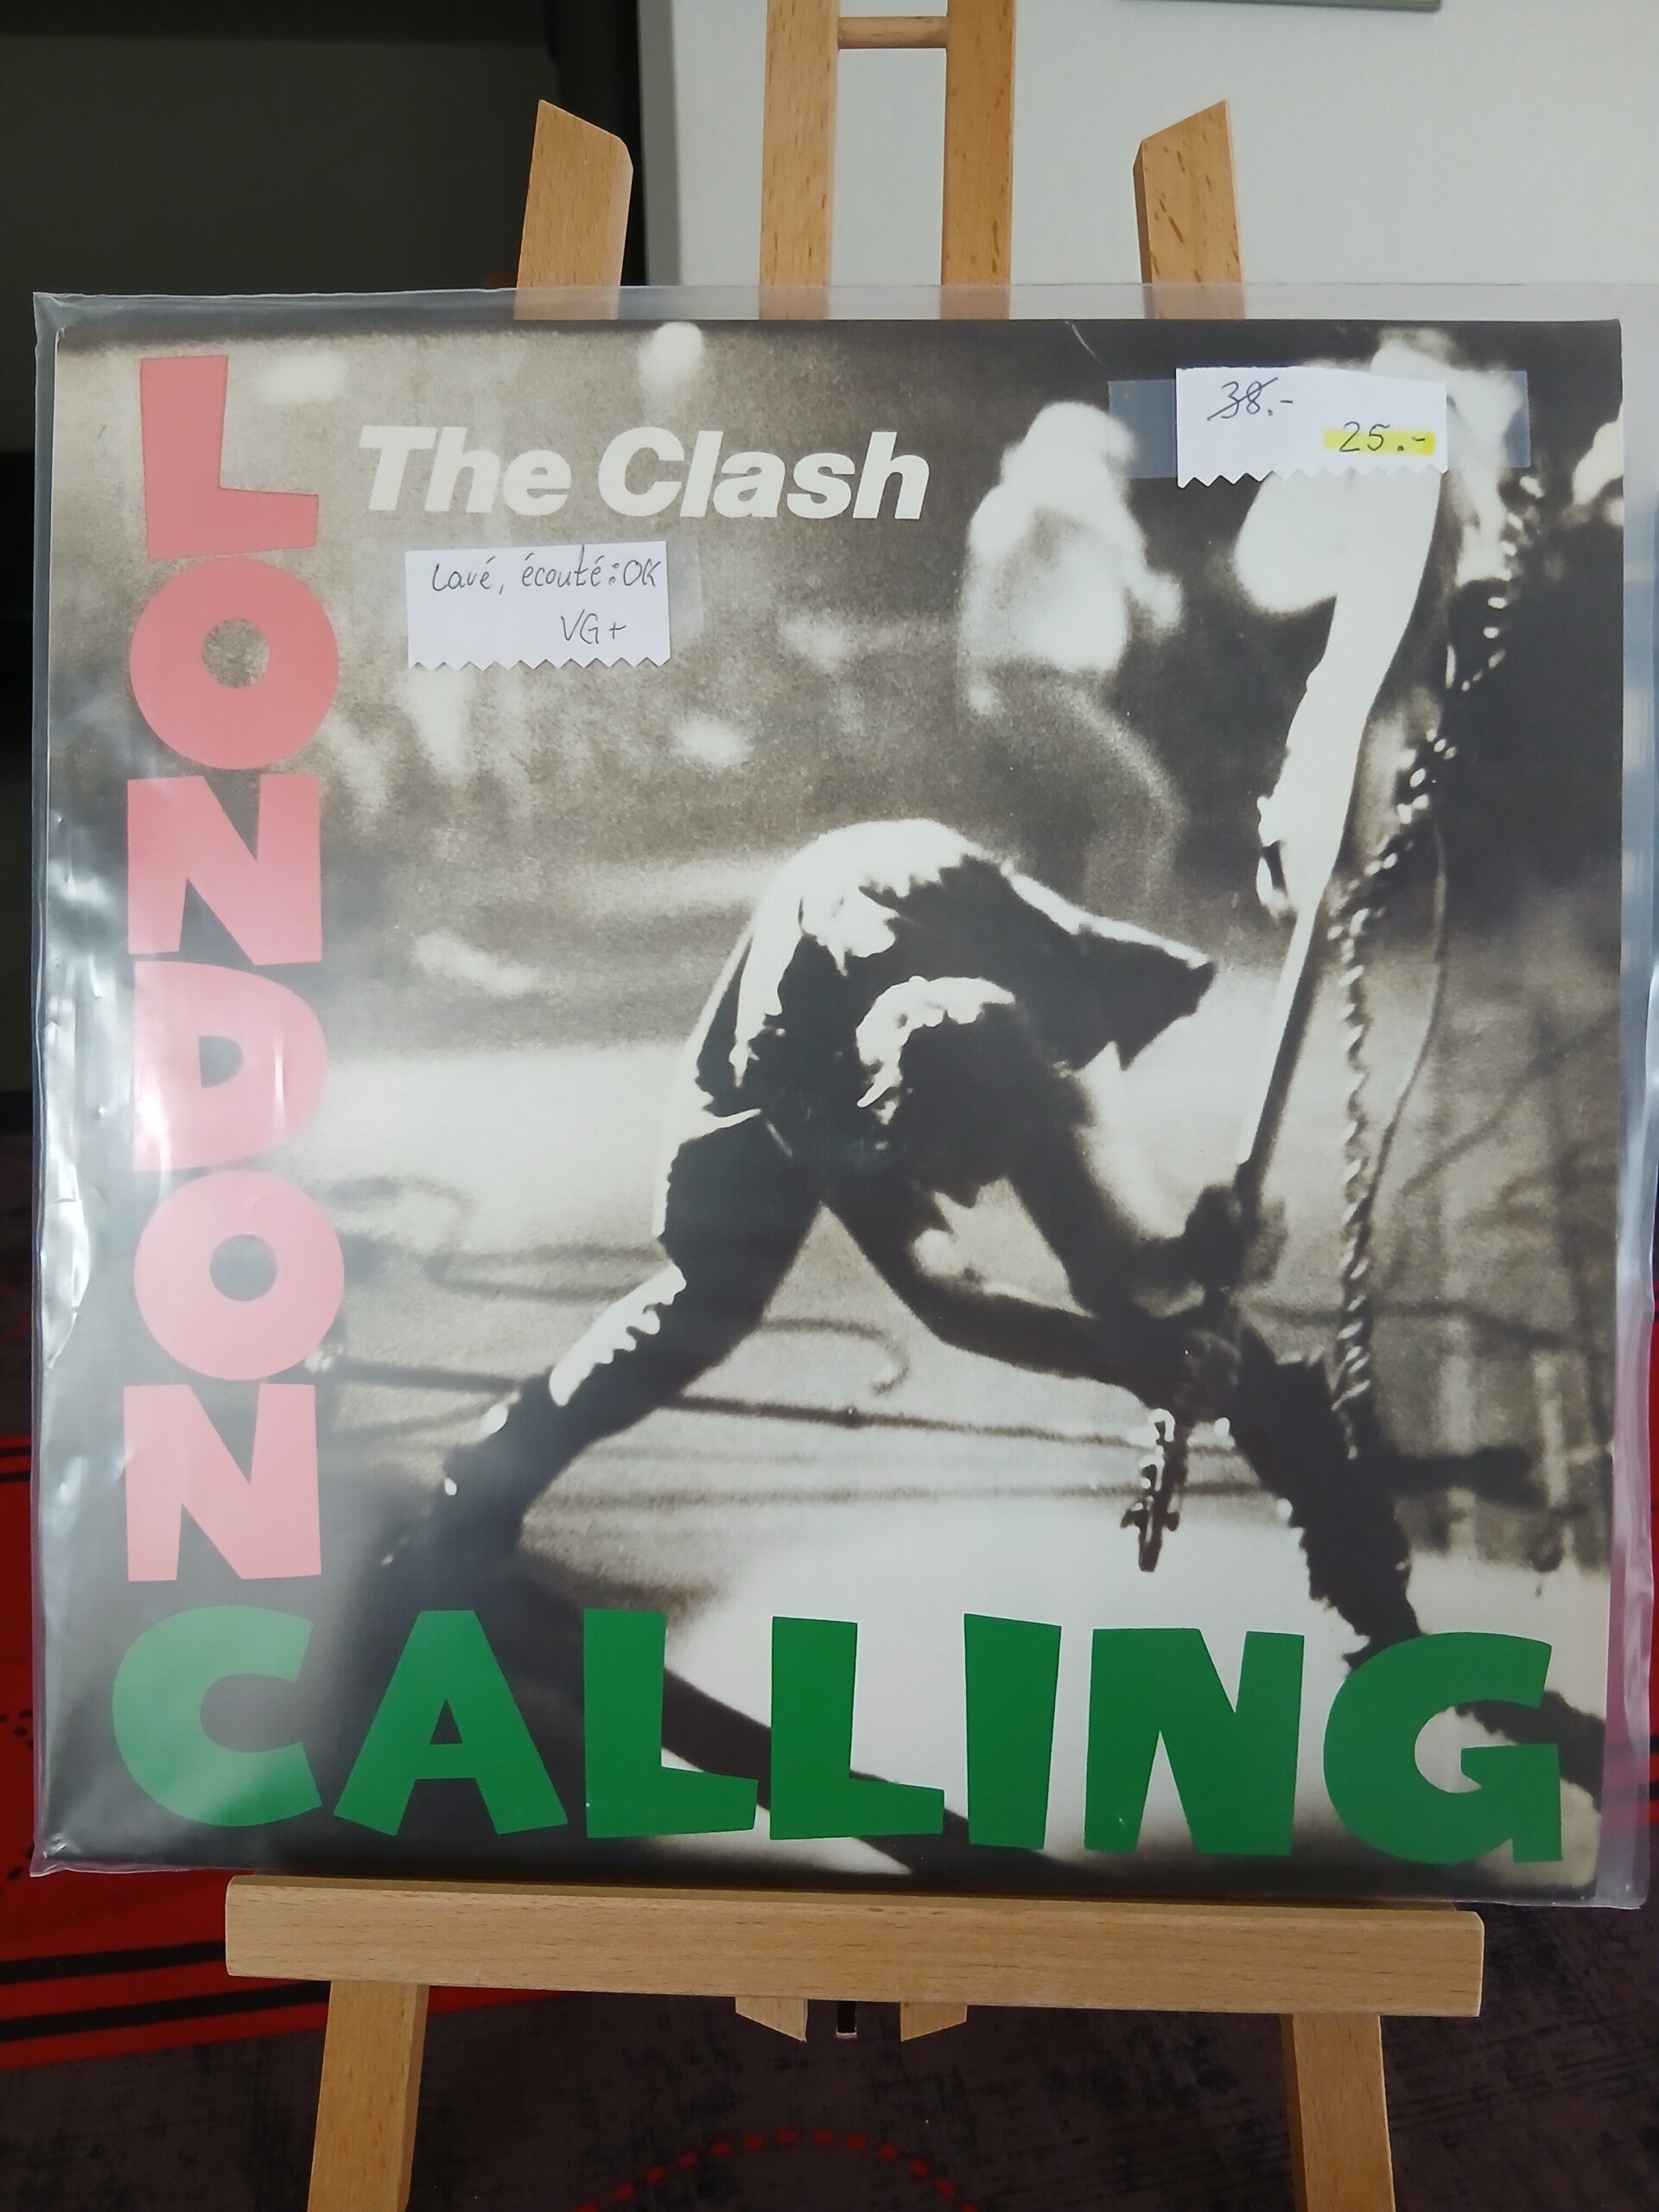 The Clash
38.-
25.-
Lavé, écouté: OK
VG+
LONDON
CALLING